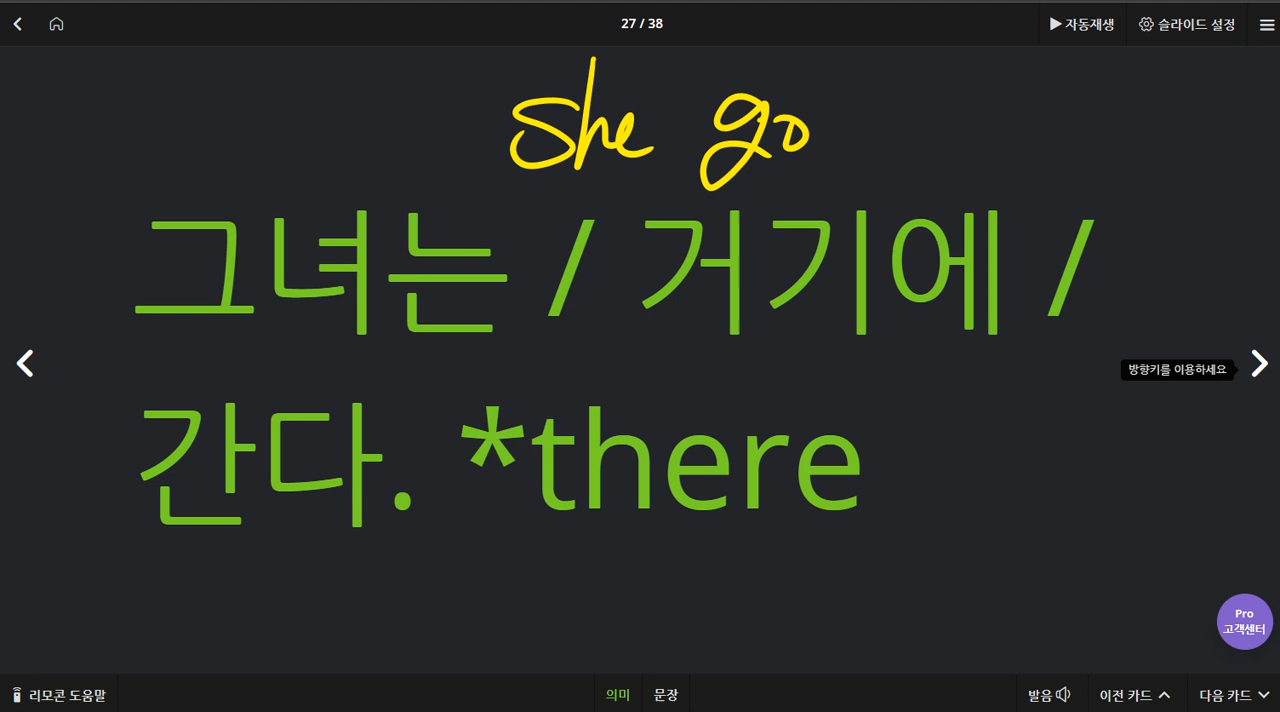 27 / 38
자동재생
슬라이드 설정
she go
그녀는 / 거기에 /
간다. *there
방향키를 이용하세요
Pro
고객센터
리모콘 도움말
의미
문장
발음
이전 카드
다음 카드